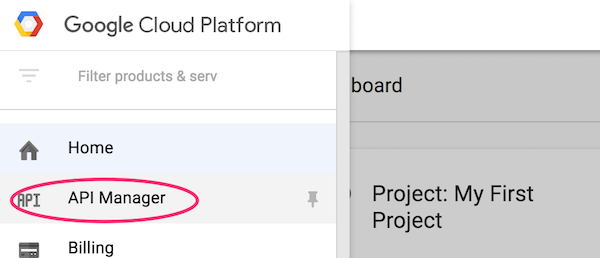 Google Cloud Platform
Filter products & serv
board
Home
API API Manager
Project: My First
Project
Billing